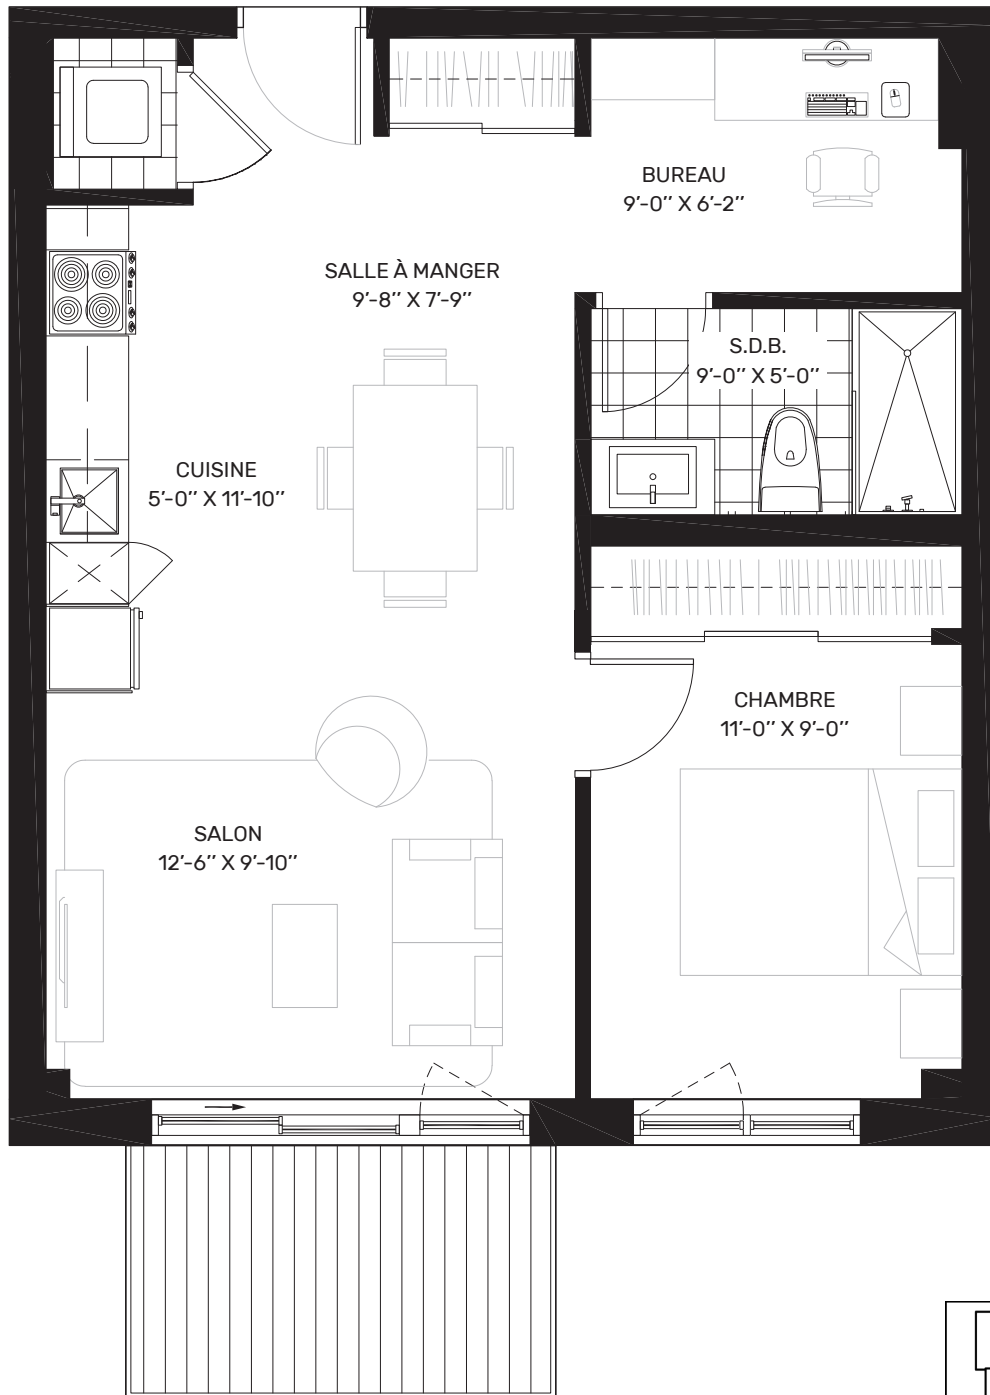 BUREAU
9'-0'' X 6'-2''
SALLE À MANGER
9'-8'' X 7'-9''
S.D.B.
9'-0'' X 5'-0''
CUISINE
5'-0'' X 11'-10''
CHAMBRE
11'-0'' X 9'-0''
SALON
12'-6'' X 9'-10''